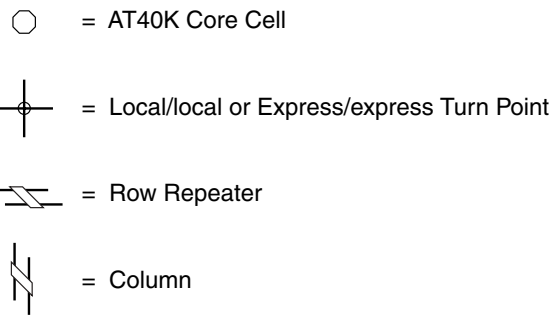 = AT40K Core Cell
= Local/local or Express/express Turn Point
= Row Repeater
= Column